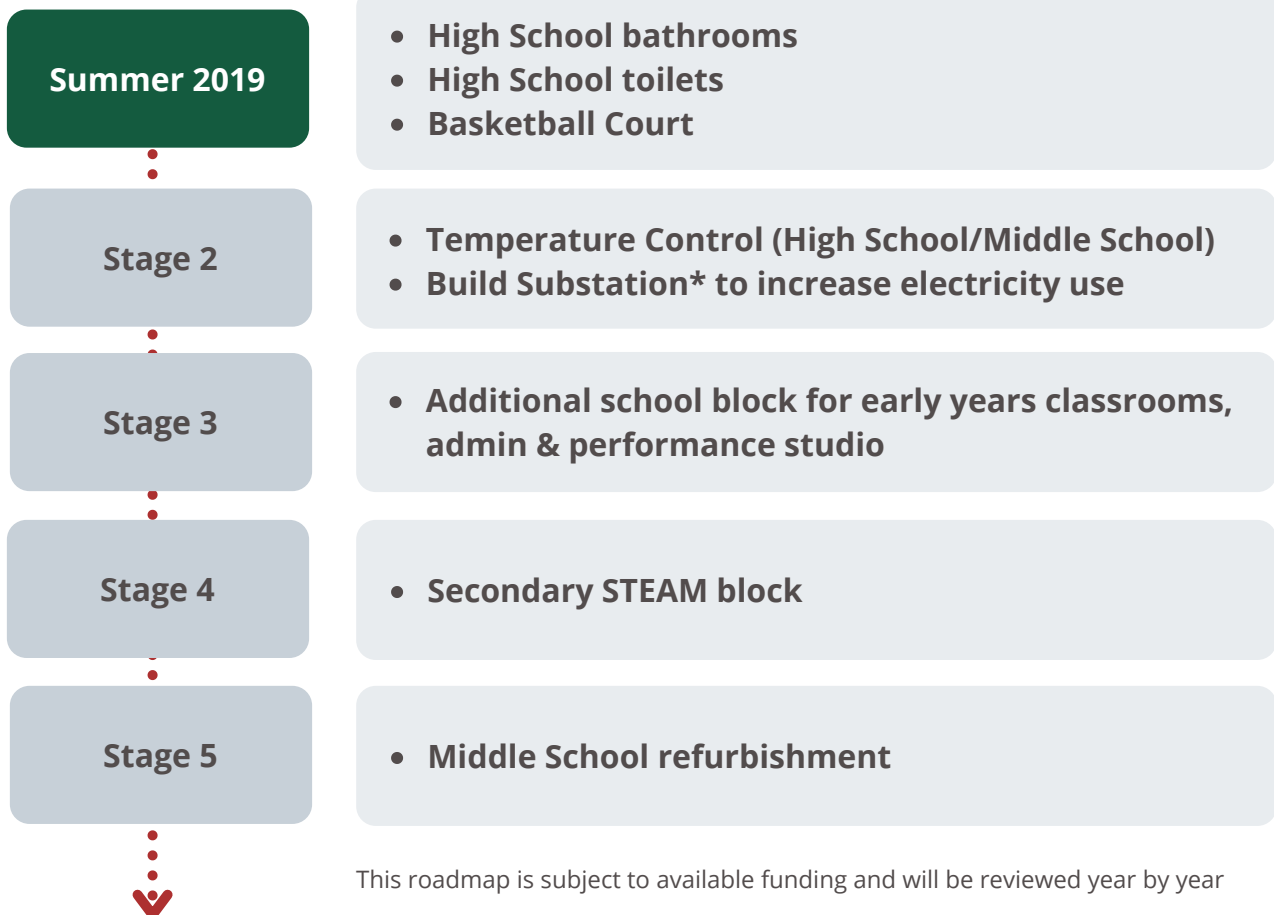 Summer 2019
• High School bathrooms
• High School toilets
• Basketball Court
Stage 2
• Temperature Control (High School/Middle School)
• Build Substation* to increase electricity use
Stage 3
• Additional school block for early years classrooms,
admin & performance studio
Stage 4
• Secondary STEAM block
Stage 5
• Middle School refurbishment
This roadmap is subject to available funding and will be reviewed year by year